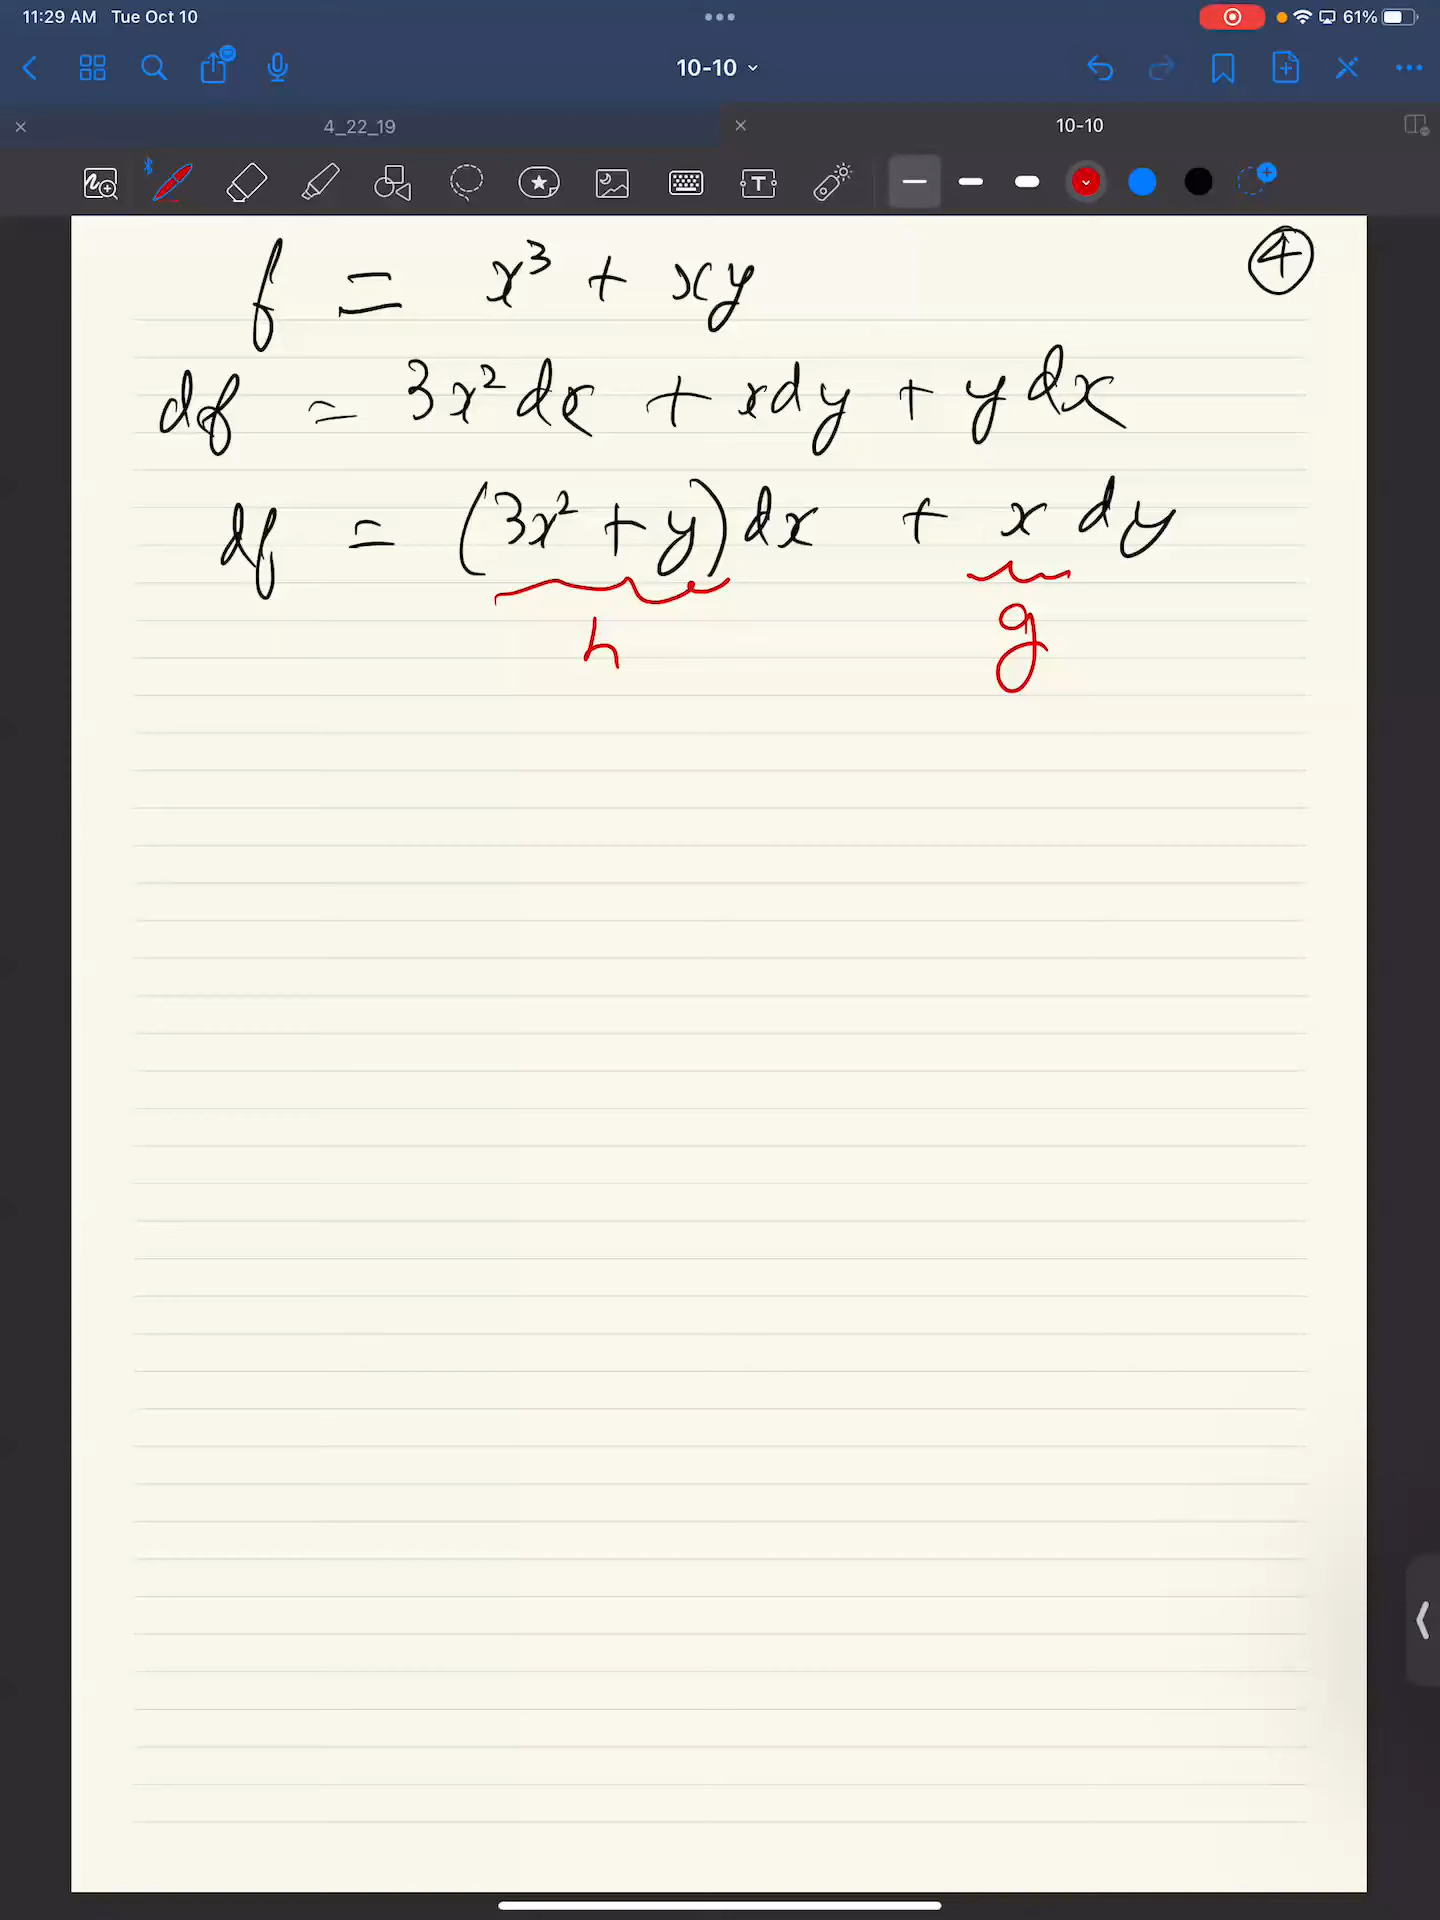 11:29 AM Tue Oct 10
61%
10-10
4_22_19
10-10
T
④
f = x³ + xy
df = 3x²dx + xdy + ydx
df = (3x² + y)dx + x dy
h g